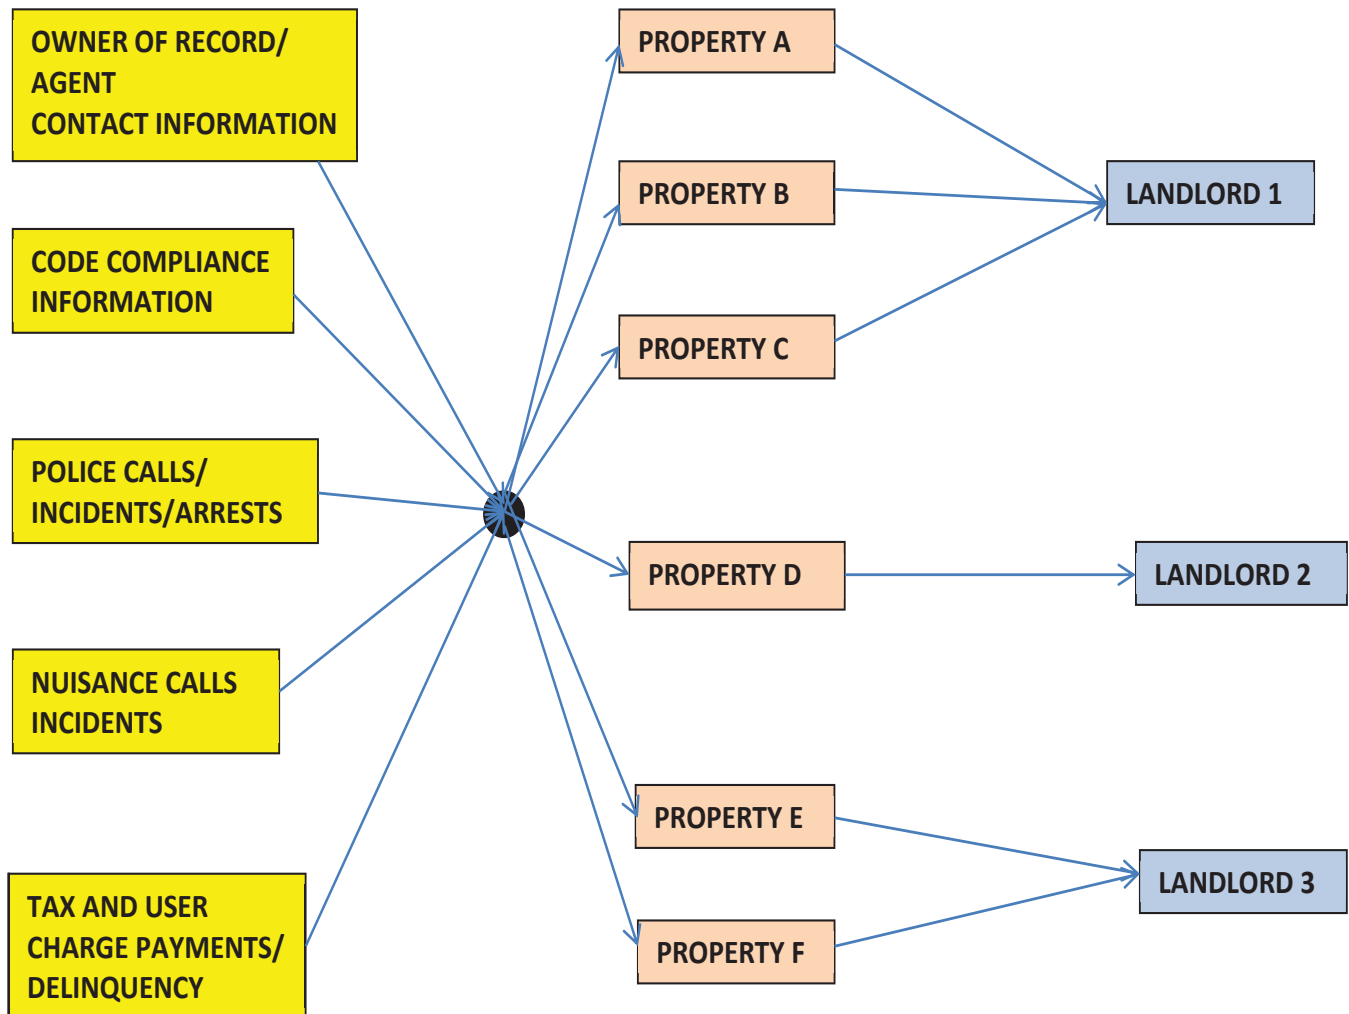 OWNER OF RECORD/
AGENT
CONTACT INFORMATION
CODE COMPLIANCE
INFORMATION
POLICE CALLS/
INCIDENTS/ARRESTS
NUISANCE CALLS
INCIDENTS
TAX AND USER
CHARGE PAYMENTS/
DELINQUENCY
PROPERTY A
PROPERTY B
PROPERTY C
PROPERTY D
PROPERTY E
PROPERTY F
LANDLORD 1
LANDLORD 2
LANDLORD 3